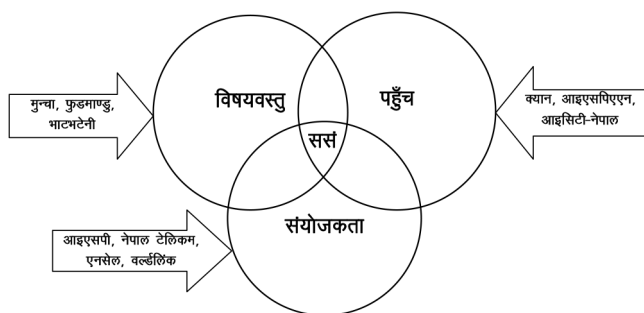 विषयवस्तु
पहुँच
ससं
संयोजकता
मुन्चा, फुडमाण्डु,
भाटभटेनी
क्यान, आइएसपिएएन,
आइसिटी-नेपाल
आइएसपी, नेपाल टेलिकम,
एनसेल, वर्ल्डलिंक